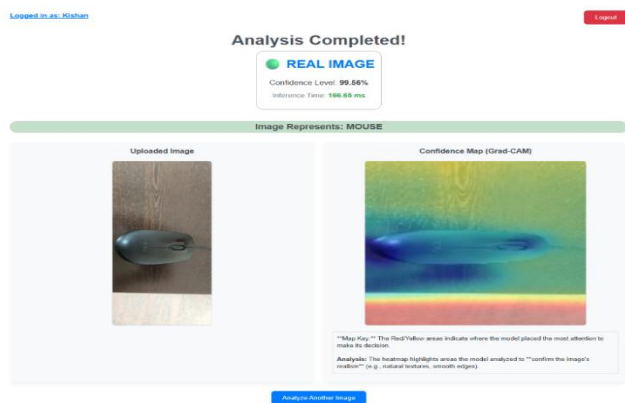 Logged in as: Kishan
Logout
Analysis Completed!
REAL IMAGE
Confidence Level: 99.56%
Inference Time: 166.65 ms
Image Represents: MOUSE
Uploaded Image
Confidence Map (Grad-CAM)
**Map Key:** The Red/Yellow areas indicate where the model placed the most attention to
make its decision.
Analysis: The heatmap highlights areas the model analyzed to **confirm the image's
realism** (e.g., natural textures, smooth edges).
Analyze Another Image